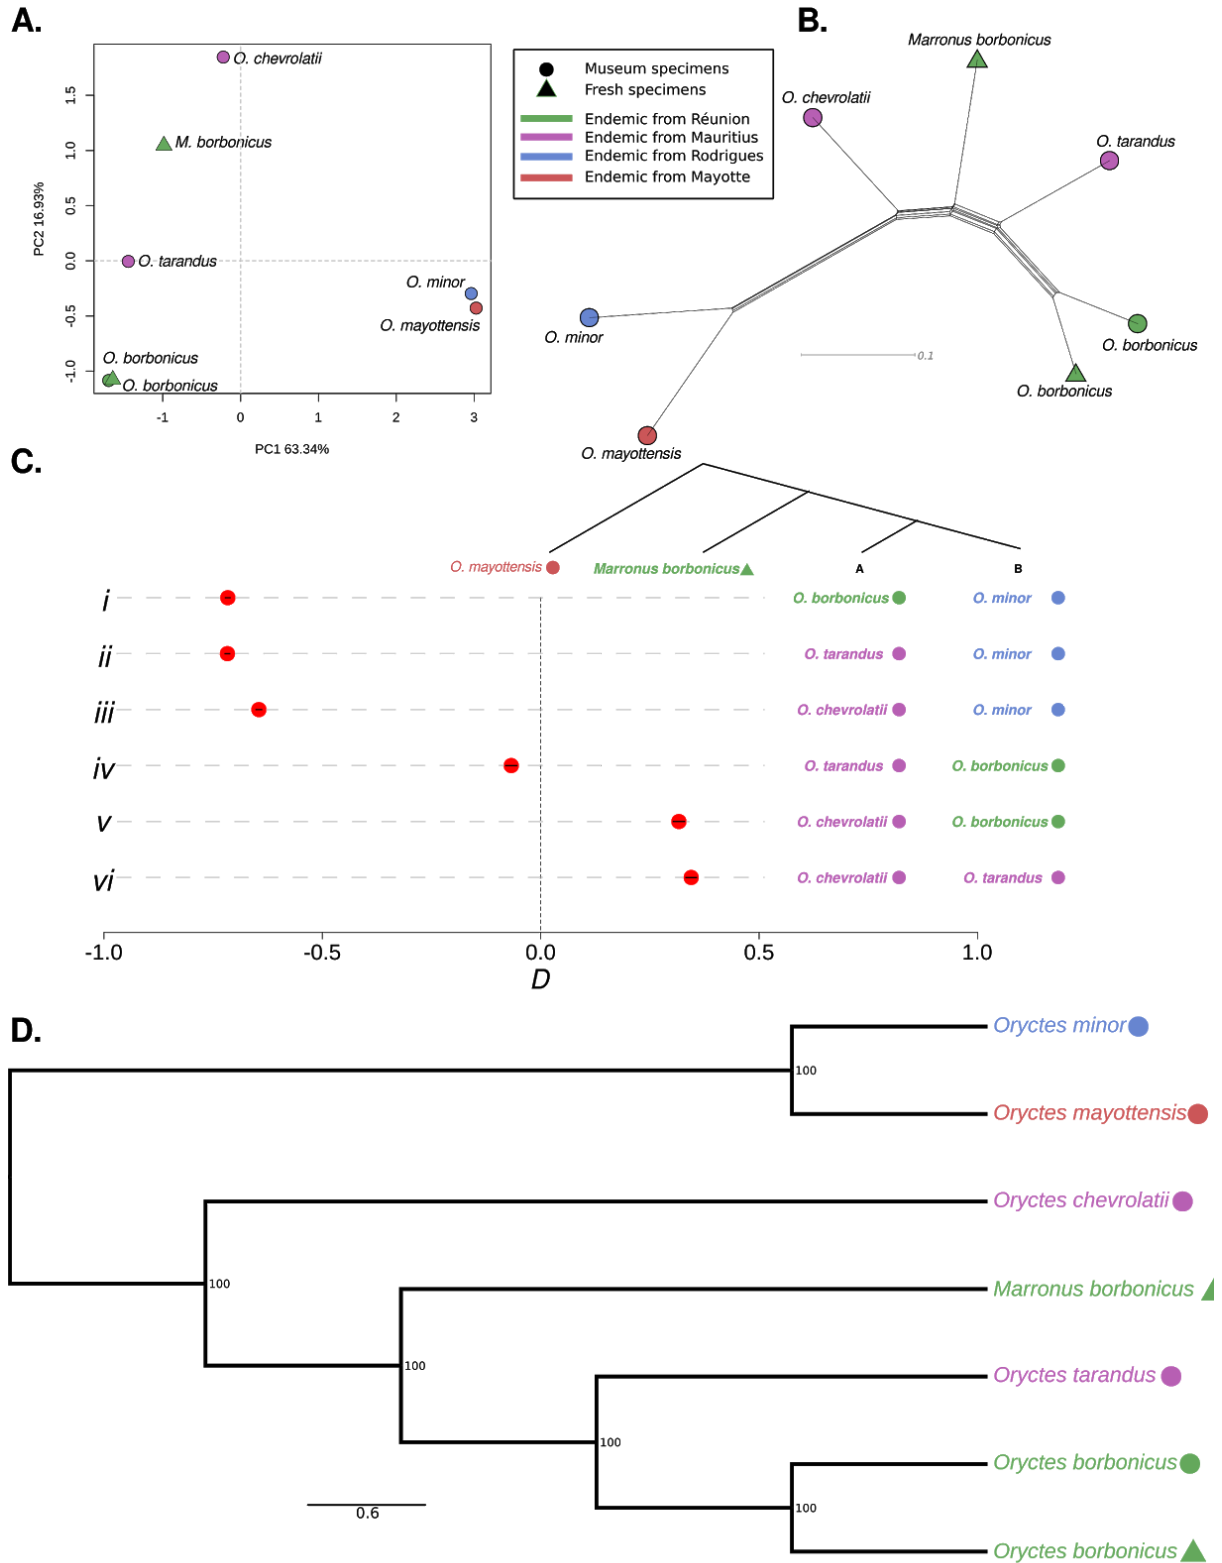 A.
O. chevrolatii
M. borbonicus
O. tarandus
O. minor
O. mayottensis
O. borbonicus
O. borbonicus
1.5
1.0
0.5
0.0
-0.5
-1.0
PC2 16.93%
-1
0
1
2
3
PC1 63.34%
Museum specimens
Fresh specimens
Endemic from Réunion
Endemic from Mauritius
Endemic from Rodrigues
Endemic from Mayotte
B.
Marronus borbonicus
O. chevrolatii
O. tarandus
O. minor
O. borbonicus
0.1
O. borbonicus
O. mayottensis
C.
O. mayottensis
Marronus borbonicus
A
B
i
O. borbonicus
O. minor
ii
O. tarandus
O. minor
iii
O. chevrolatii
O. minor
iv
O. tarandus
O. borbonicus
v
O. chevrolatii
O. borbonicus
vi
O. chevrolatii
O. tarandus
-1.0
-0.5
0.0
0.5
1.0
D
D.
Oryctes minor
100
Oryctes mayottensis
Oryctes chevrolatii
100
Marronus borbonicus
100
Oryctes tarandus
100
Oryctes borbonicus
100
0.6
Oryctes borbonicus